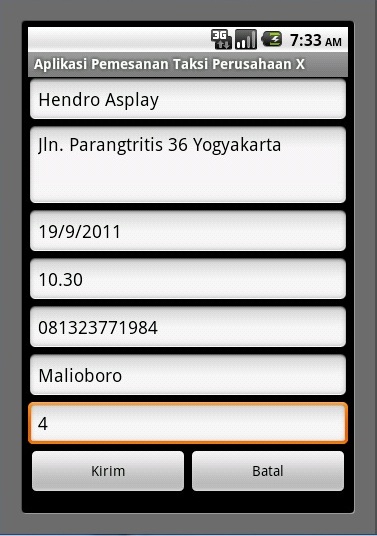 3G
7:33 AM
Aplikasi Pemesanan Taksi Perusahaan X
Hendro Asplay
Jln. Parangtritis 36 Yogyakarta
19/9/2011
10.30
081323771984
Malioboro
4
Kirim Batal